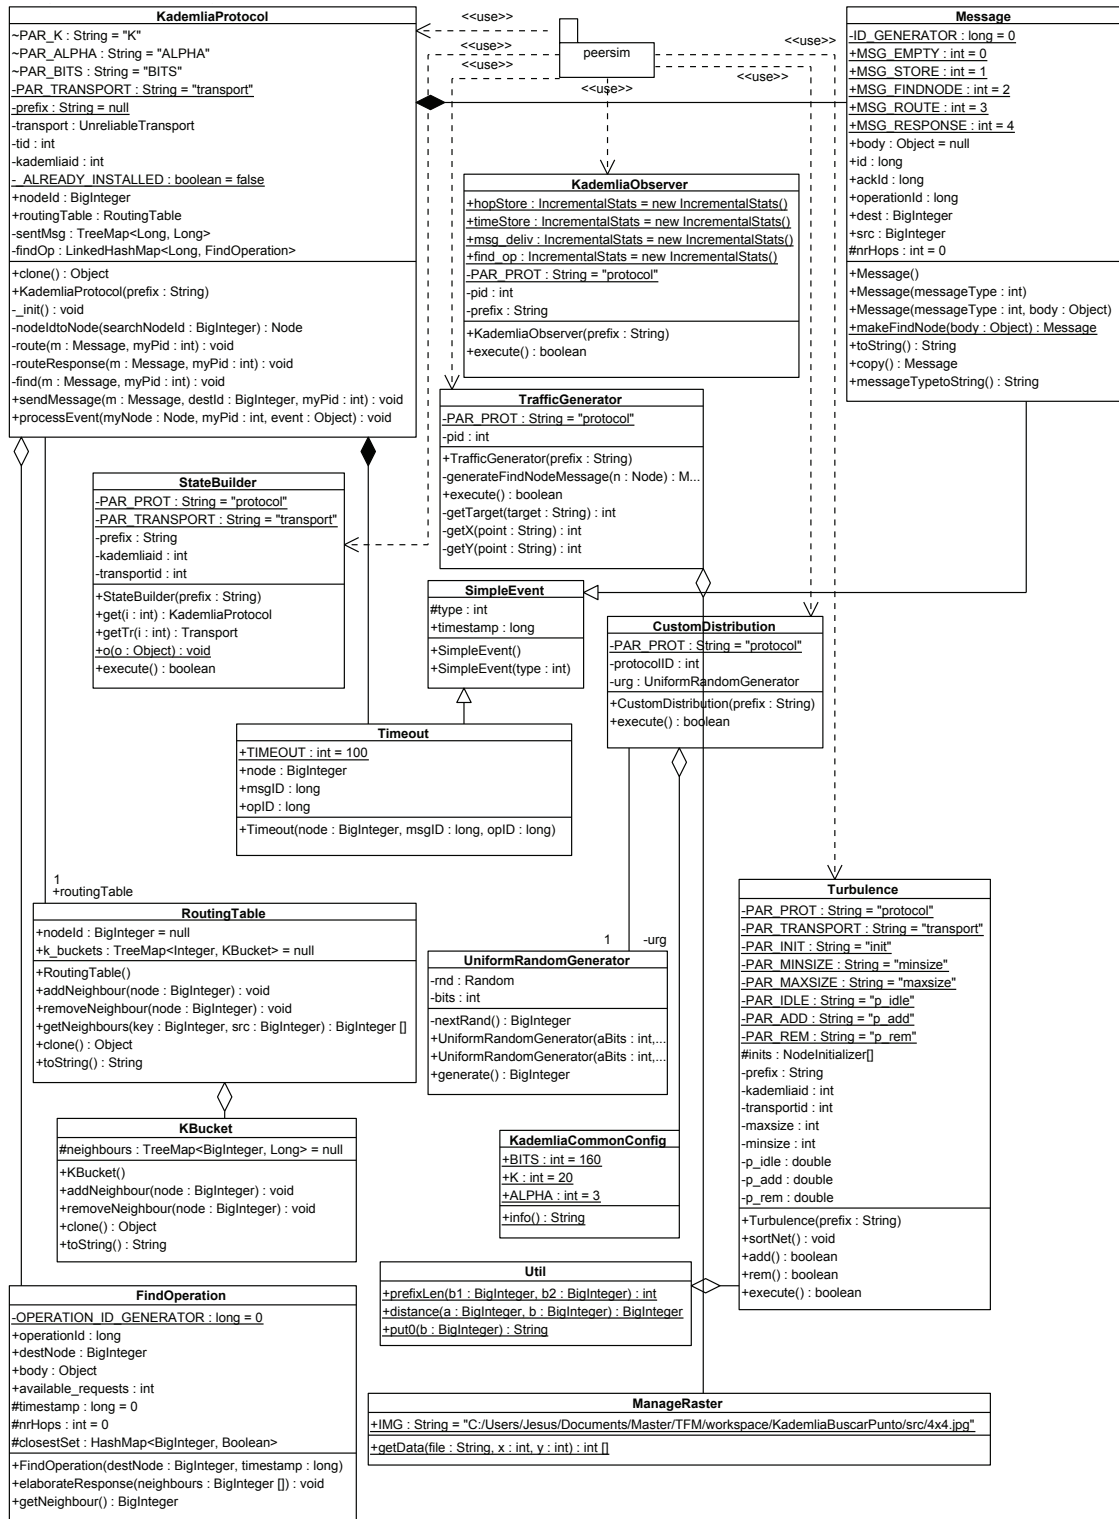 KademliaProtocol
~PAR_K : String = "K"
~PAR_ALPHA : String = "ALPHA"
~PAR_BITS : String = "BITS"
-PAR_TRANSPORT : String = "transport"
-prefix : String = null
-transport : UnreliableTransport
-tid : int
-kademliaid : int
-_ALREADY_INSTALLED : boolean = false
+nodeId : BigInteger
+routingTable : RoutingTable
-sentMsg : TreeMap<Long, Long>
-findOp : LinkedHashMap<Long, FindOperation>
+clone() : Object
+KademliaProtocol(prefix : String)
-_init() : void
-nodeIdtoNode(searchNodeId : BigInteger) : Node
-route(m : Message, myPid : int) : void
-routeResponse(m : Message, myPid : int) : void
-find(m : Message, myPid : int) : void
+sendMessage(m : Message, destId : BigInteger, myPid : int) : void
+processEvent(myNode : Node, myPid : int, event : Object) : void
<<use>>
<<use>>
<<use>>
<<use>>
<<use>>
<<use>>
peersim
Message
-ID_GENERATOR : long = 0
+MSG_EMPTY : int = 0
+MSG_STORE : int = 1
+MSG_FINDNODE : int = 2
+MSG_ROUTE : int = 3
+MSG_RESPONSE : int = 4
+body : Object = null
+id : long
+ackId : long
+operationId : long
+dest : BigInteger
+src : BigInteger
#nrHops : int = 0
+Message()
+Message(messageType : int)
+Message(messageType : int, body : Object)
+makeFindNode(body : Object) : Message
+toString() : String
+copy() : Message
+messageTypetoString() : String
KademliaObserver
+hopStore : IncrementalStats = new IncrementalStats()
+timeStore : IncrementalStats = new IncrementalStats()
+msg_deliv : IncrementalStats = new IncrementalStats()
+find_op : IncrementalStats = new IncrementalStats()
-PAR_PROT : String = "protocol"
-pid : int
-prefix : String
+KademliaObserver(prefix : String)
+execute() : boolean
TrafficGenerator
-PAR_PROT : String = "protocol"
-pid : int
+TrafficGenerator(prefix : String)
-generateFindNodeMessage(n : Node) : M...
+execute() : boolean
-getTarget(target : String) : int
-getX(point : String) : int
-getY(point : String) : int
StateBuilder
-PAR_PROT : String = "protocol"
-PAR_TRANSPORT : String = "transport"
-prefix : String
-kademliaid : int
-transportid : int
+StateBuilder(prefix : String)
+get(i : int) : KademliaProtocol
+getTr(i : int) : Transport
+o(o : Object) : void
+execute() : boolean
SimpleEvent
#type : int
+timestamp : long
+SimpleEvent()
+SimpleEvent(type : int)
CustomDistribution
-PAR_PROT : String = "protocol"
-protocolID : int
-urg : UniformRandomGenerator
+CustomDistribution(prefix : String)
+execute() : boolean
Timeout
+TIMEOUT : int = 100
+node : BigInteger
+msgID : long
+opID : long
+Timeout(node : BigInteger, msgID : long, opID : long)
1
+routingTable
RoutingTable
+nodeId : BigInteger = null
+k_buckets : TreeMap<Integer, KBucket> = null
+RoutingTable()
+addNeighbour(node : BigInteger) : void
+removeNeighbour(node : BigInteger) : void
+getNeighbours(key : BigInteger, src : BigInteger) : BigInteger []
+clone() : Object
+toString() : String
1
-urg
UniformRandomGenerator
-rnd : Random
-bits : int
-nextRand() : BigInteger
+UniformRandomGenerator(aBits : int,...
+UniformRandomGenerator(aBits : int,...
+generate() : BigInteger
Turbulence
-PAR_PROT : String = "protocol"
-PAR_TRANSPORT : String = "transport"
-PAR_INIT : String = "init"
-PAR_MINSIZE : String = "minsize"
-PAR_MAXSIZE : String = "maxsize"
-PAR_IDLE : String = "p_idle"
-PAR_ADD : String = "p_add"
-PAR_REM : String = "p_rem"
#inits : NodeInitializer[]
-prefix : String
-kademliaid : int
-transportid : int
-maxsize : int
-minsize : int
-p_idle : double
-p_add : double
-p_rem : double
+Turbulence(prefix : String)
+sortNet() : void
+add() : boolean
+rem() : boolean
+execute() : boolean
KBucket
#neighbours : TreeMap<BigInteger, Long> = null
+KBucket()
+addNeighbour(node : BigInteger) : void
+removeNeighbour(node : BigInteger) : void
+clone() : Object
+toString() : String
KademliaCommonConfig
+BITS : int = 160
+K : int = 20
+ALPHA : int = 3
+info() : String
Util
+prefixLen(b1 : BigInteger, b2 : BigInteger) : int
+distance(a : BigInteger, b : BigInteger) : BigInteger
+put0(b : BigInteger) : String
FindOperation
-OPERATION_ID_GENERATOR : long = 0
+operationId : long
+destNode : BigInteger
+body : Object
+available_requests : int
#timestamp : long = 0
#nrHops : int = 0
#closestSet : HashMap<BigInteger, Boolean>
+FindOperation(destNode : BigInteger, timestamp : long)
+elaborateResponse(neighbours : BigInteger []) : void
+getNeighbour() : BigInteger
ManageRaster
+IMG : String = "C:/Users/Jesus/Documents/Master/TFM/workspace/KademliaBuscarPunto/src/4x4.jpg"
+getData(file : String, x : int, y : int) : int []